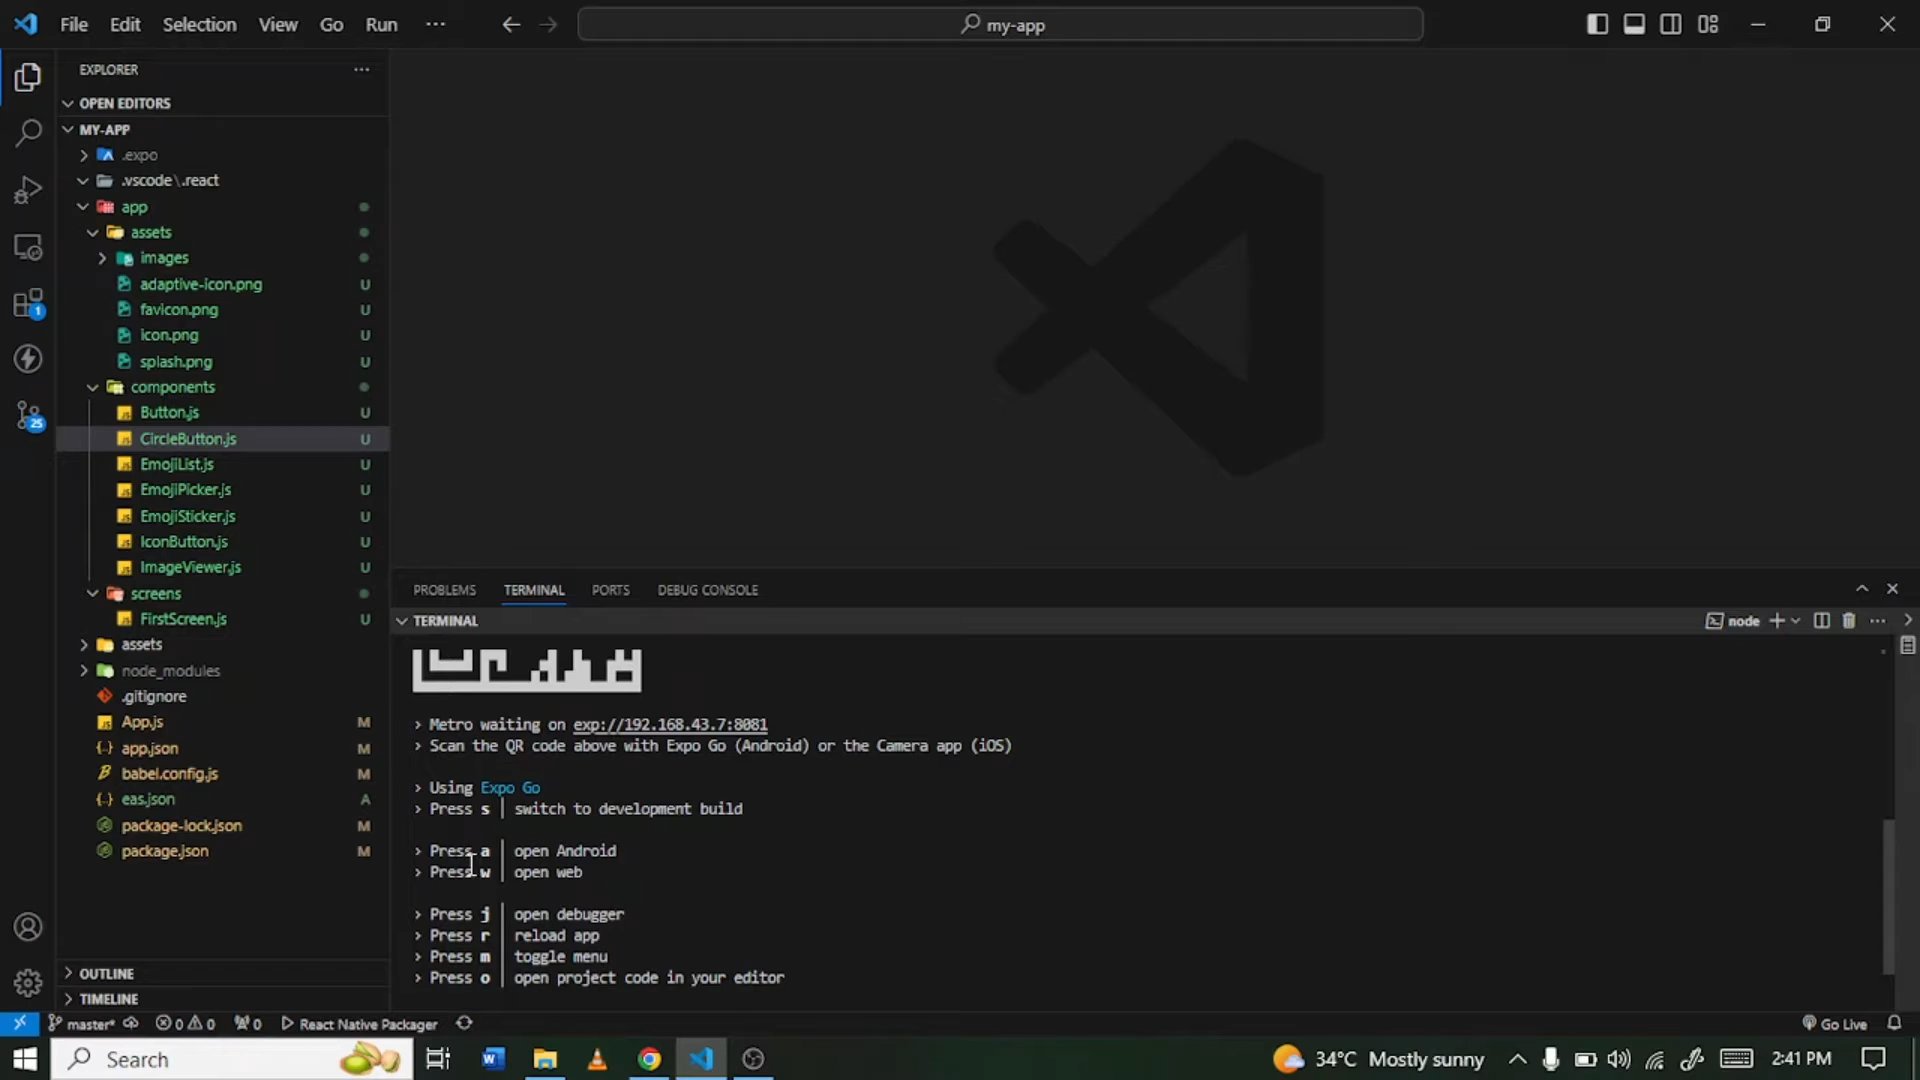 File Edit Selection View Go Run ··· my-app
EXPLORER ···
OPEN EDITORS
MY-APP
.expo
.vscode\.react
app
assets
images
adaptive-icon.png U
favicon.png U
icon.png U
splash.png U
components
Button.js U
CircleButton.js U
EmojiList.js U
EmojiPicker.js U
EmojiSticker.js U
IconButton.js U
ImageViewer.js U
screens
FirstScreen.js U
assets
node_modules
.gitignore
App.js M
app.json M
babel.config.js M
eas.json A
package-lock.json M
package.json M
OUTLINE
TIMELINE
1
25
PROBLEMS TERMINAL PORTS DEBUG CONSOLE
TERMINAL node
› Metro waiting on exp://192.168.43.7:8081
› Scan the QR code above with Expo Go (Android) or the Camera app (iOS)
› Using Expo Go
› Press s │ switch to development build
› Press a │ open Android
› Press w │ open web
› Press j │ open debugger
› Press r │ reload app
› Press m │ toggle menu
› Press o │ open project code in your editor
master* 0 0 0 React Native Packager Go Live
Search 34°C Mostly sunny 2:41 PM